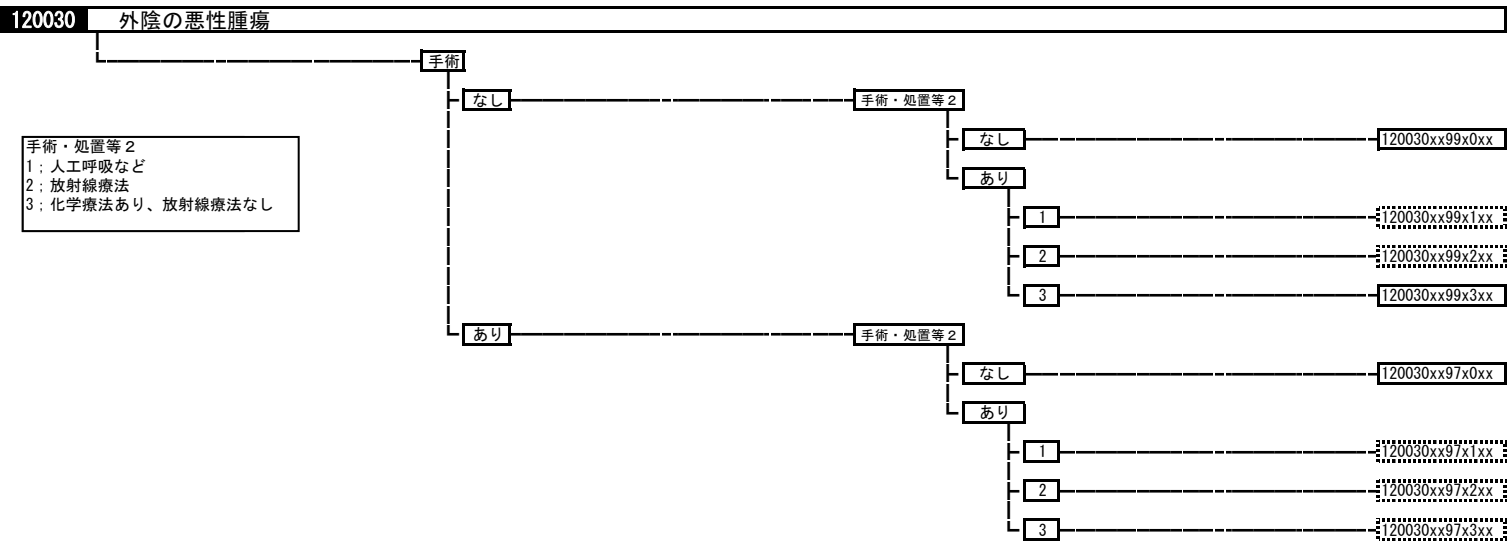 120030 外陰の悪性腫瘍
手術
なし 手術・処置等２
なし 120030xx99x0xx
手術・処置等２
1；人工呼吸など
2；放射線療法
3；化学療法あり、放射線療法なし
あり
1 120030xx99x1xx
2 120030xx99x2xx
3 120030xx99x3xx
あり 手術・処置等２
なし 120030xx97x0xx
あり
1 120030xx97x1xx
2 120030xx97x2xx
3 120030xx97x3xx